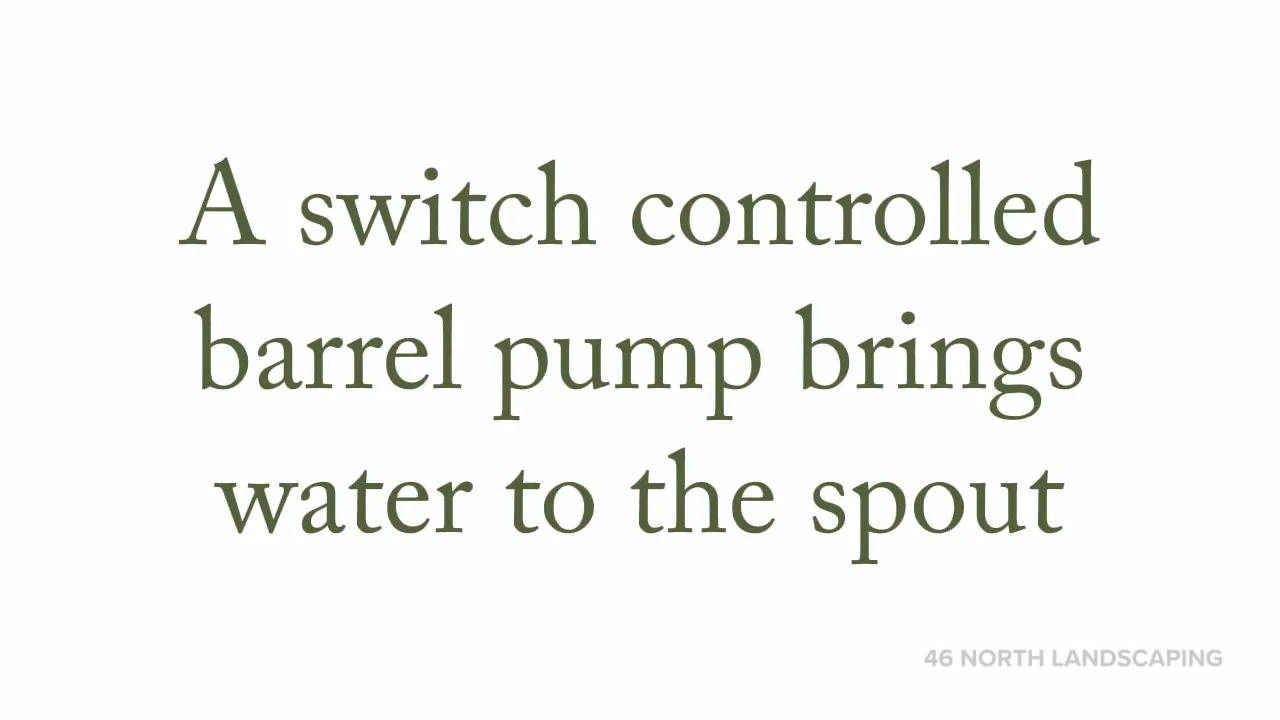 A switch controlled
barrel pump brings
water to the spout
46 NORTH LANDSCAPING